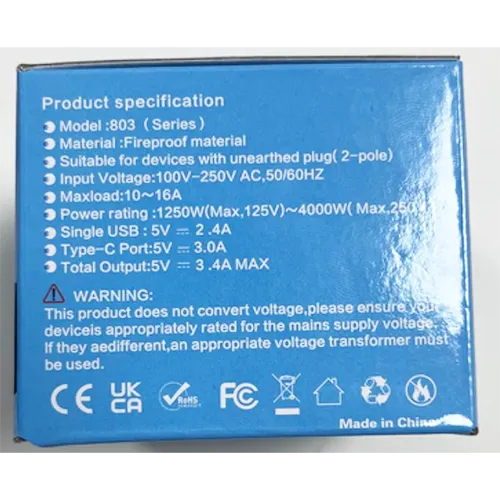 Product specification
Model :803 (Series)
Material :Fireproof material
Suitable for devices with unearthed plug( 2-pole)
Input Voltage:100V-250V AC,50/60HZ
Maxload:10~16A
Power rating :1250W(Max,125V)~4000W( Max,250
Single USB : 5V ⎓ 2.4A
Type-C Port:5V ⎓ 3.0A
Total Output:5V ⎓ 3.4A MAX
WARNING:
This product does not convert voltage,please ensure your
deviceis appropriately rated for the mains supply voltage.
If they aedifferent,an appropriate voltage transformer must
be used.
CE UK CA RoHS FC
Made in China